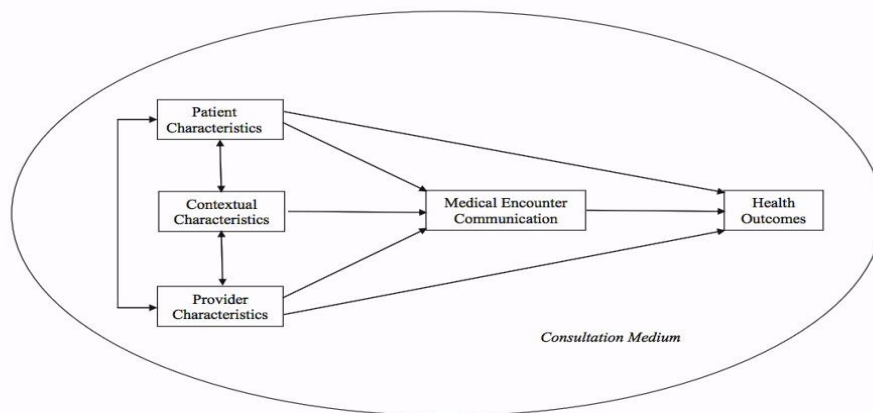 Patient
Characteristics
Contextual
Characteristics
Medical Encounter
Communication
Health
Outcomes
Provider
Characteristics
Consultation Medium